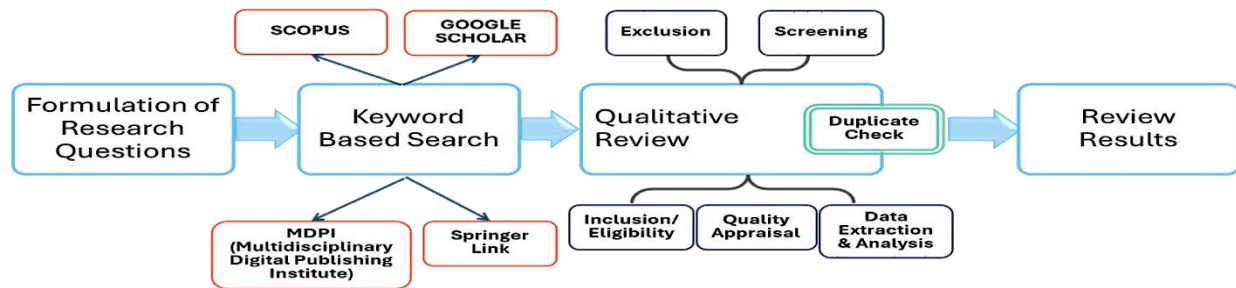 SCOPUS
GOOGLE
SCHOLAR
Exclusion
Screening
Formulation of
Research
Questions
Keyword
Based Search
Qualitative
Review
Duplicate
Check
Review
Results
MDPI
(Multidisciplinary
Digital Publishing
Institute)
Springer
Link
Inclusion/
Eligibility
Quality
Appraisal
Data
Extraction
& Analysis